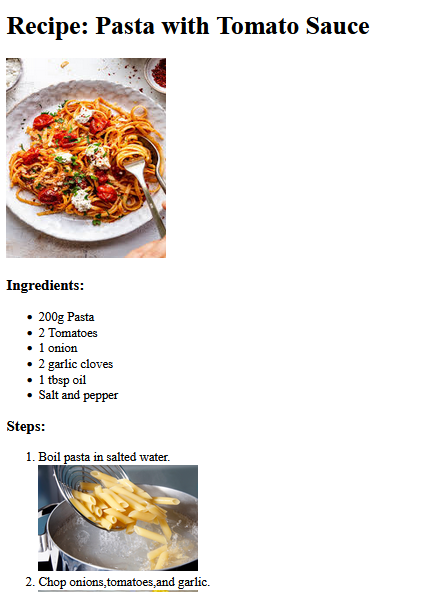 Recipe: Pasta with Tomato Sauce
Ingredients:
• 200g Pasta
• 2 Tomatoes
• 1 onion
• 2 garlic cloves
• 1 tbsp oil
• Salt and pepper
Steps:
1. Boil pasta in salted water.
2. Chop onions,tomatoes,and garlic.